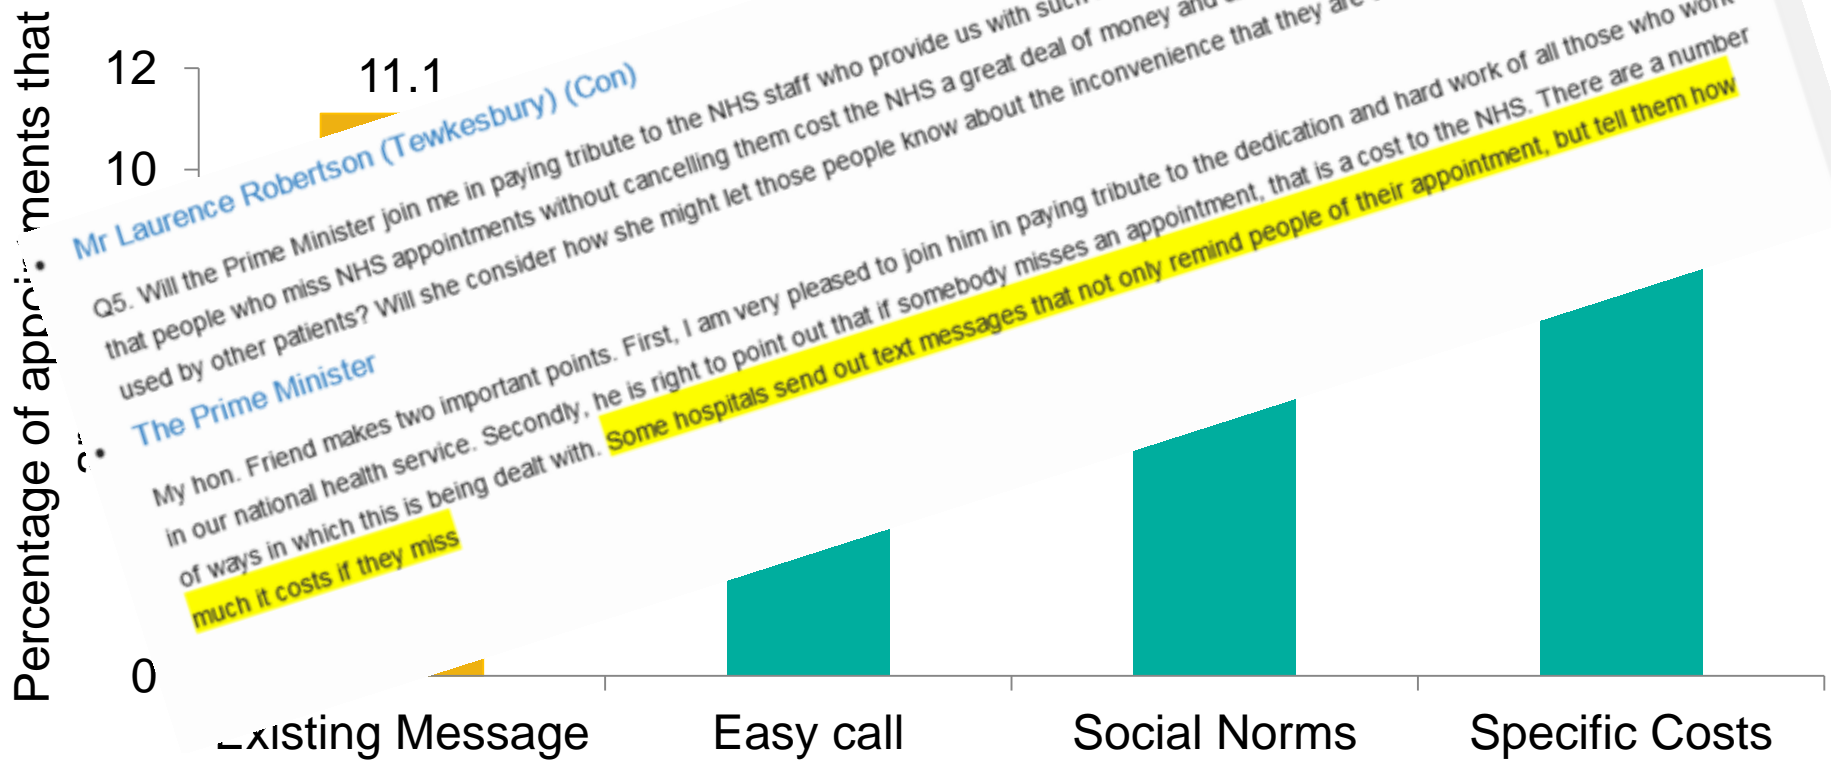 Percentage of appoi ments that
12
10
0
11.1
Mr Laurence Robertson (Tewkesbury) (Con)
Q5. Will the Prime Minister join me in paying tribute to the NHS staff who provide us with such
that people who miss NHS appointments without cancelling them cost the NHS a great deal of money and
used by other patients? Will she consider how she might let those people know about the inconvenience that they are
The Prime Minister
My hon. Friend makes two important points. First, I am very pleased to join him in paying tribute to the dedication and hard work of all those who work
in our national health service. Secondly, he is right to point out that if somebody misses an appointment, that is a cost to the NHS. There are a number
of ways in which this is being dealt with. Some hospitals send out text messages that not only remind people of their appointment, but tell them how
much it costs if they miss
Existing Message
Easy call
Social Norms
Specific Costs